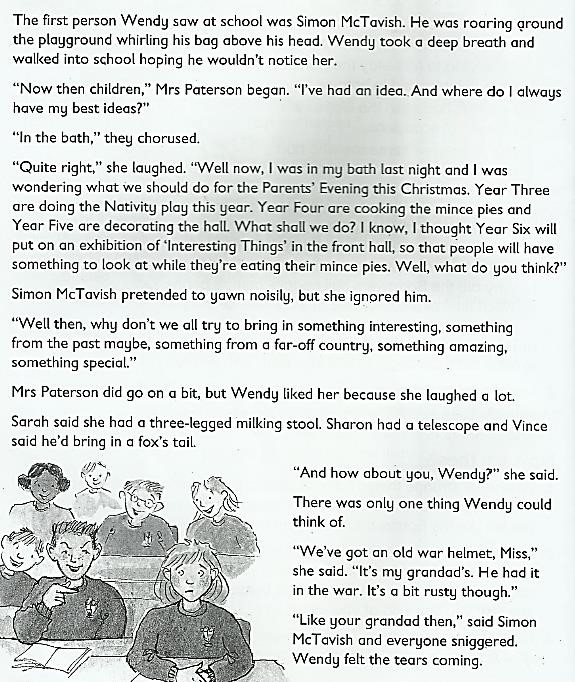 The first person Wendy saw at school was Simon McTavish. He was roaring around
the playground whirling his bag above his head. Wendy took a deep breath and
walked into school hoping he wouldn't notice her.
"Now then children," Mrs Paterson began. "I've had an idea. And where do I always
have my best ideas?"
"In the bath," they chorused.
"Quite right," she laughed. "Well now, I was in my bath last night and I was
wondering what we should do for the Parents' Evening this Christmas. Year Three
are doing the Nativity play this year. Year Four are cooking the mince pies and
Year Five are decorating the hall. What shall we do? I know, I thought Year Six will
put on an exhibition of 'Interesting Things' in the front hall, so that people will have
something to look at while they're eating their mince pies. Well, what do you think?"
Simon McTavish pretended to yawn noisily, but she ignored him.
"Well then, why don't we all try to bring in something interesting, something
from the past maybe, something from a far-off country, something amazing,
something special."
Mrs Paterson did go on a bit, but Wendy liked her because she laughed a lot.
Sarah said she had a three-legged milking stool. Sharon had a telescope and Vince
said he'd bring in a fox's tail.
"And how about you, Wendy?" she said.
There was only one thing Wendy could
think of.
"We've got an old war helmet, Miss,"
she said. "It's my grandad's. He had it
in the war. It's a bit rusty though."
"Like your grandad then," said Simon
McTavish and everyone sniggered.
Wendy felt the tears coming.